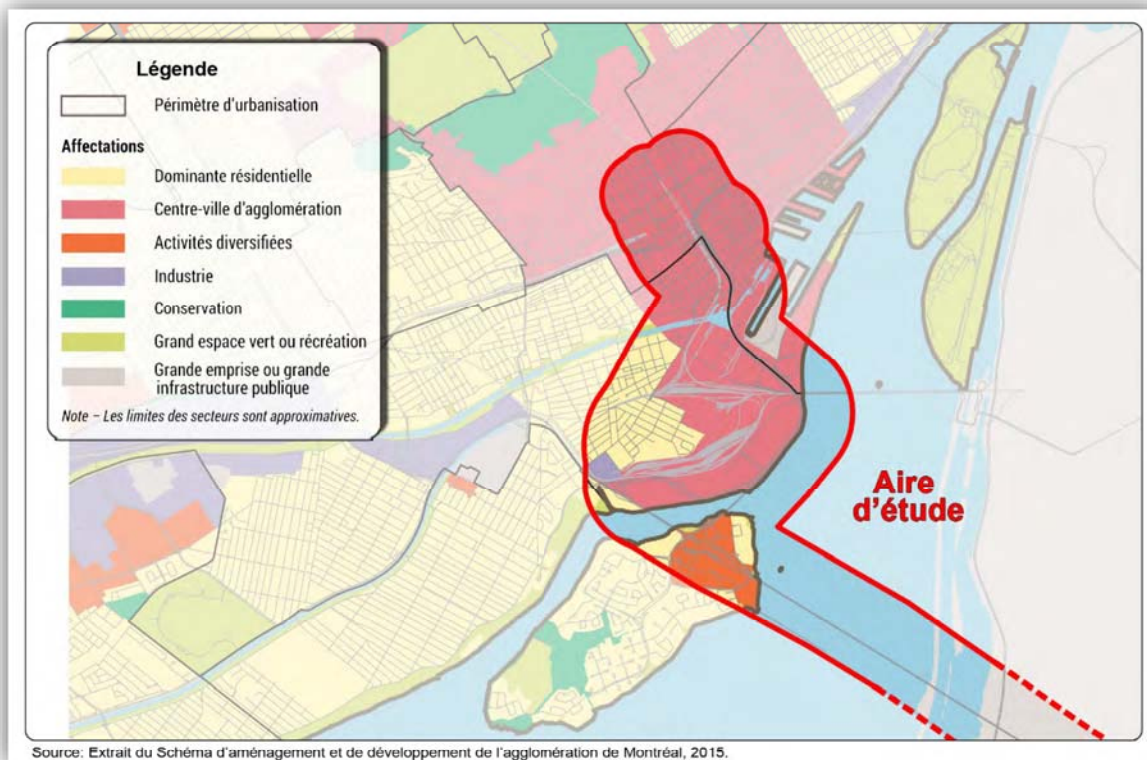 Légende
Périmètre d'urbanisation
Affectations
Dominante résidentielle
Centre-ville d'agglomération
Activités diversifiées
Industrie
Conservation
Grand espace vert ou récréation
Grande emprise ou grande
infrastructure publique
Note – Les limites des secteurs sont approximatives.
Aire
d'étude
Source: Extrait du Schéma d'aménagement et de développement de l'agglomération de Montréal, 2015.